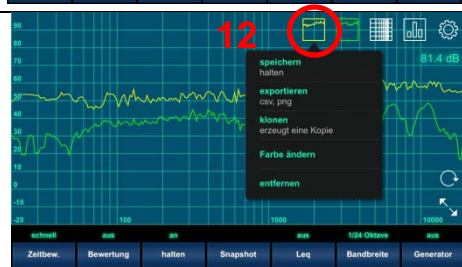 90
80
70
60
50
40
30
20
10
0
-10
-20
12
81.4 dB
speichern
halten
exportieren
csv, png
klonen
erzeugt eine Kopie
Farbe ändern
entfernen
100 1000 10000
schnell aus an aus 1/24 Oktave aus
Zeitbew. Bewertung halten Snapshot Leq Bandbreite Generator